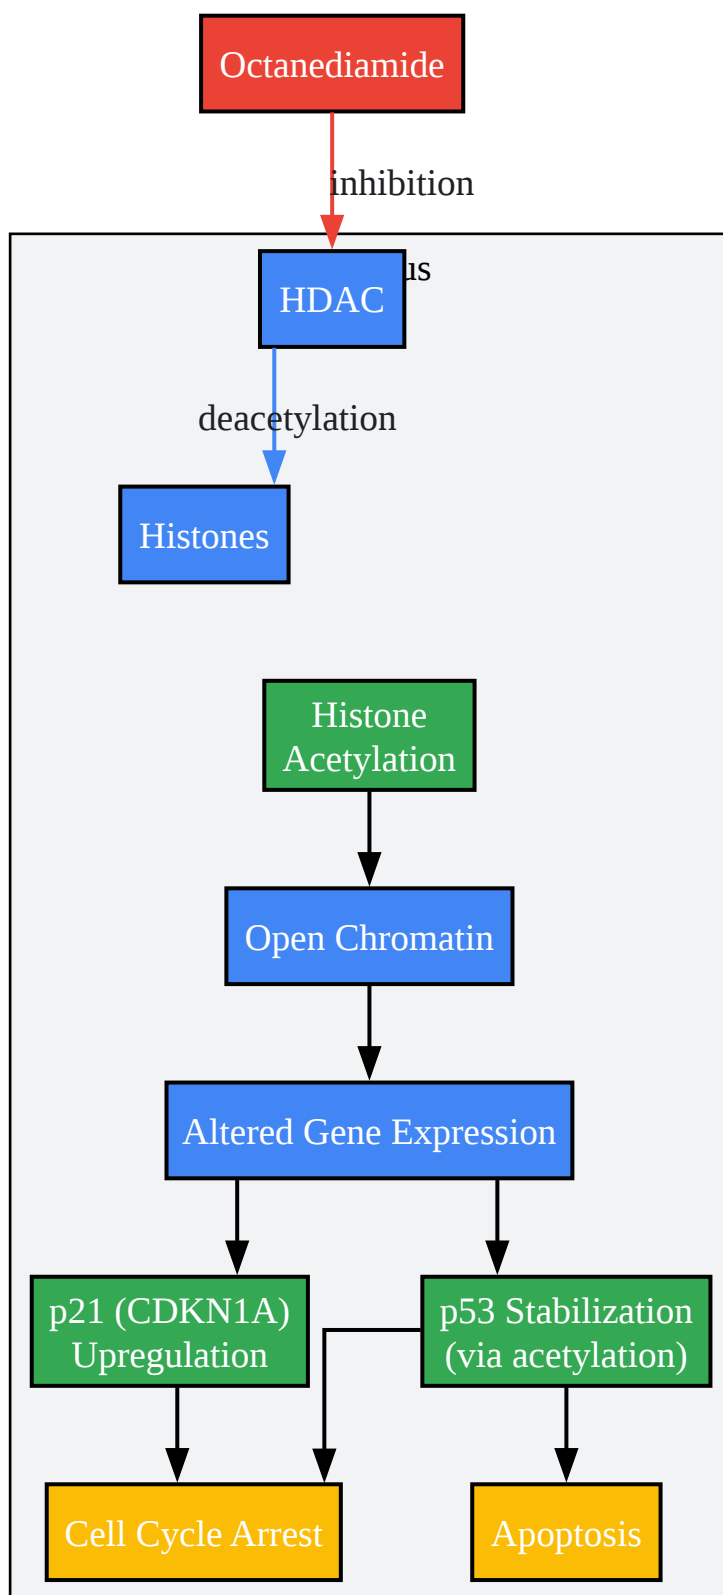 Octanediamide
inhibition
HDAC
deacetylation
Histones
Histone
Acetylation
Open Chromatin
Altered Gene Expression
p21 (CDKN1A)
Upregulation
p53 Stabilization
(via acetylation)
Cell Cycle Arrest
Apoptosis